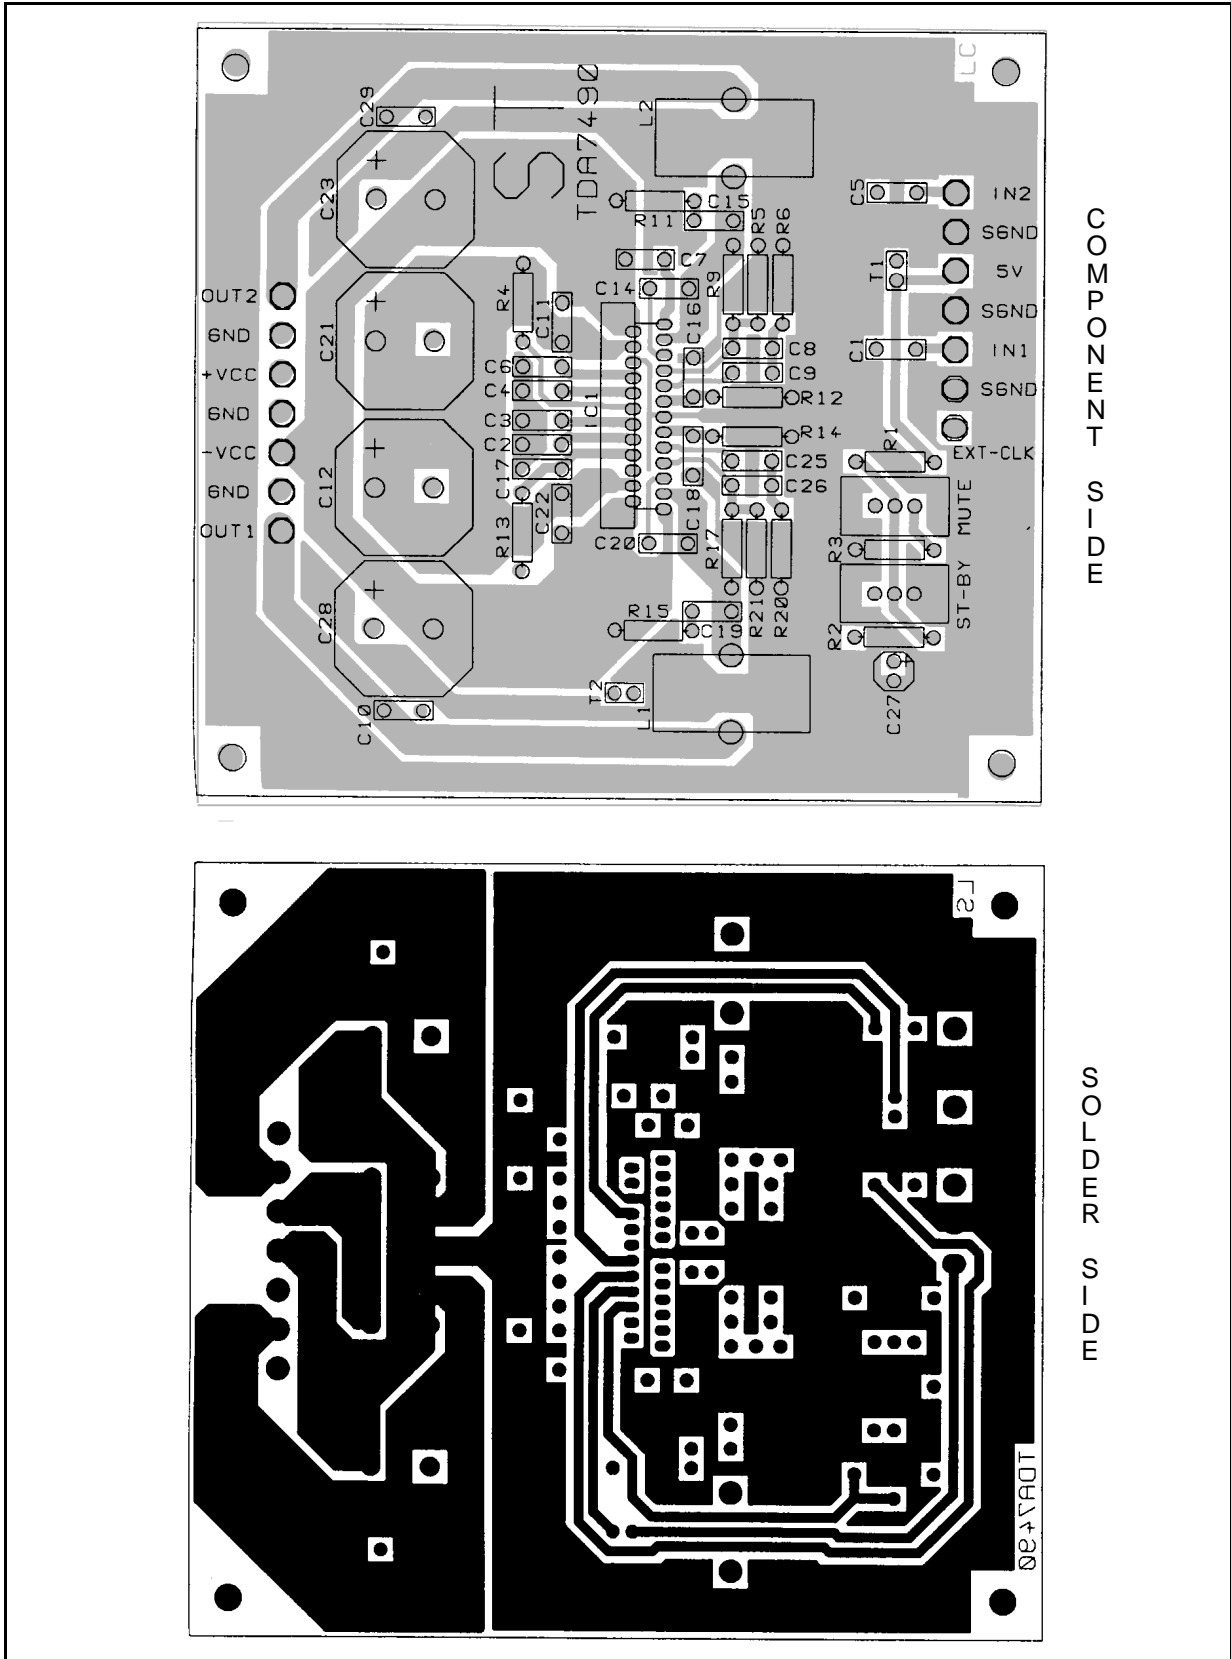 LC
C29
ST
TDA7490
L2
C23
C5
IN2
R11
C15
R5
R6
SGND
T1
5V
C7
R9
OUT2
R4
C14
C11
C16
SGND
GND
C21
C1
IN1
C8
+VCC
C6
C9
C4
IC1
R12
SGND
GND
C3
R14
R1
EXT-CLK
-VCC
C2
C25
C12
C17
C26
GND
C22
C18
MUTE
OUT1
R13
C20
R17
R3
C28
R15
C19
R21
R20
ST-BY
R2
T2
L1
C27
C10
COMPONENT SIDE
LS
TDA7490
SOLDER SIDE